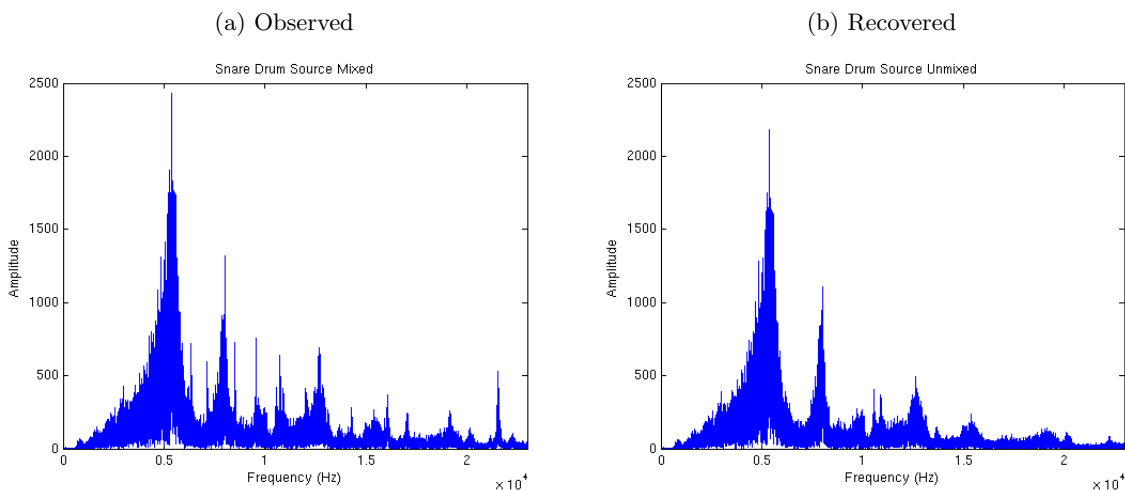 (a) Observed
Snare Drum Source Mixed
2500
2000
1500
1000
500
0
Amplitude
0 0.5 1 1.5 2
Frequency (Hz)
× 10⁴
(b) Recovered
Snare Drum Source Unmixed
2500
2000
1500
1000
500
0
Amplitude
0 0.5 1 1.5 2
Frequency (Hz)
× 10⁴